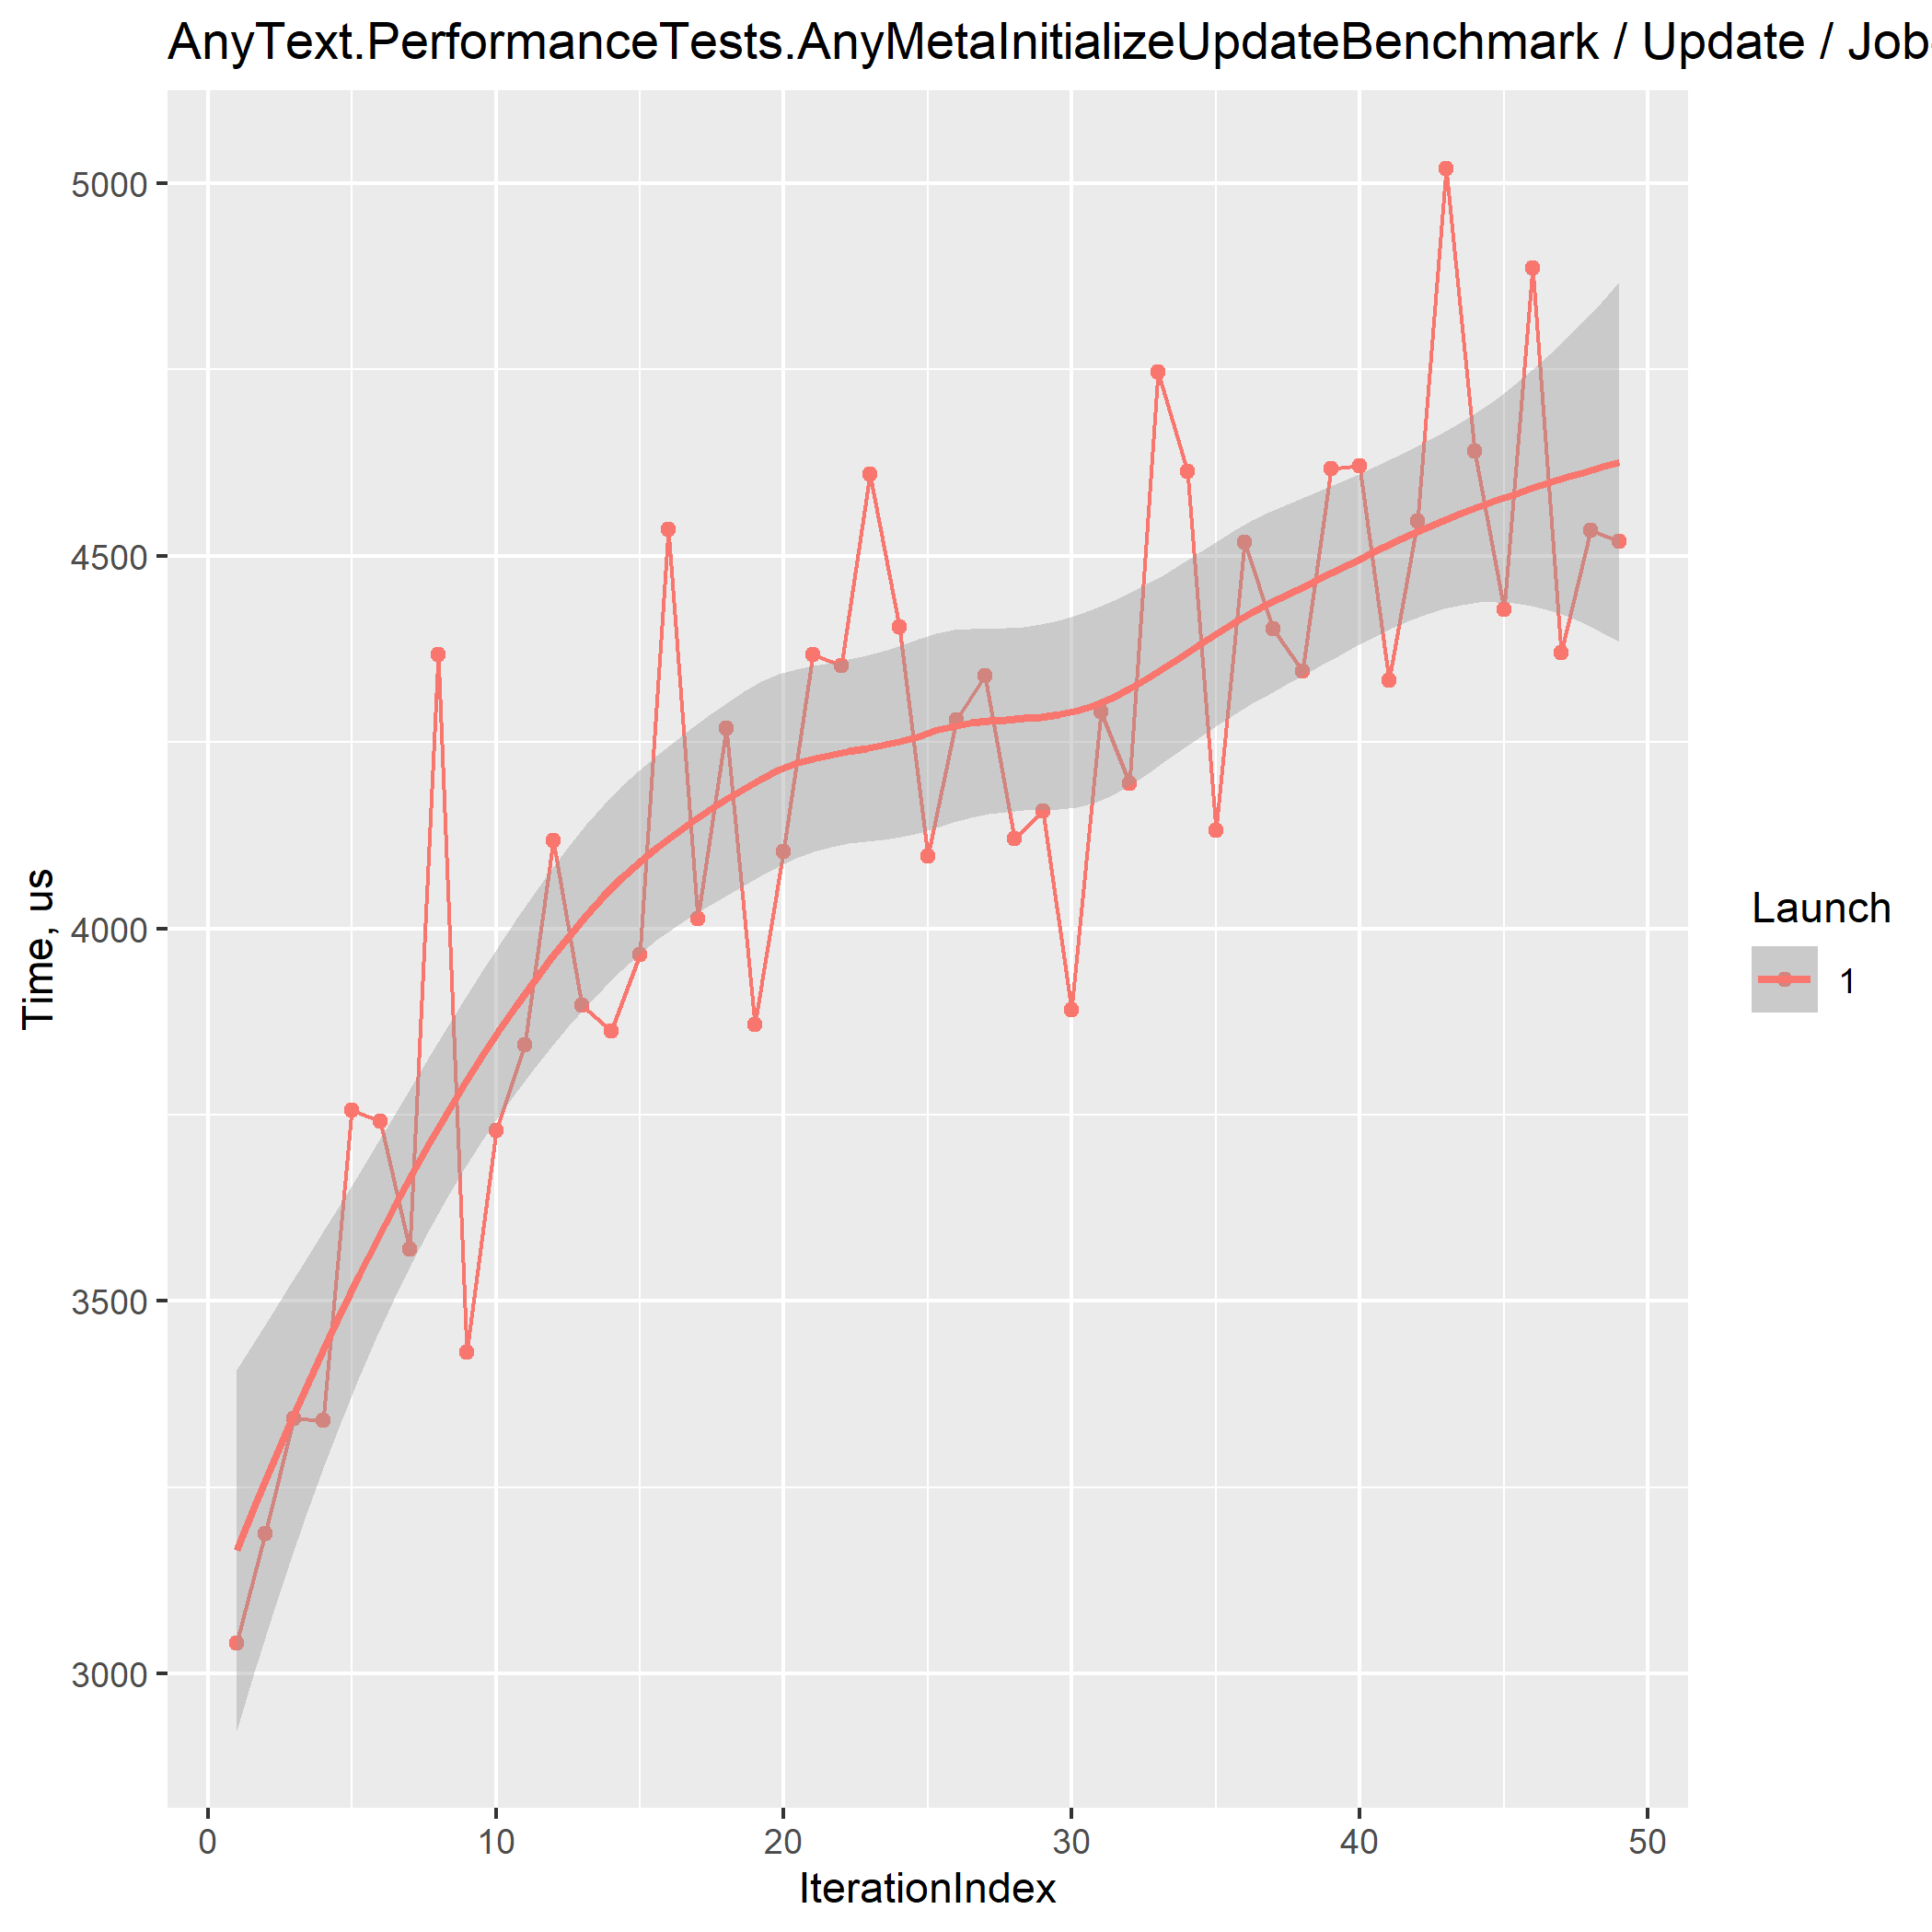 AnyText.PerformanceTests.AnyMetaInitializeUpdateBenchmark / Update / Job
5000
4500
4000
3500
3000
Time, us
0 10 20 30 40 50
IterationIndex
Launch
1